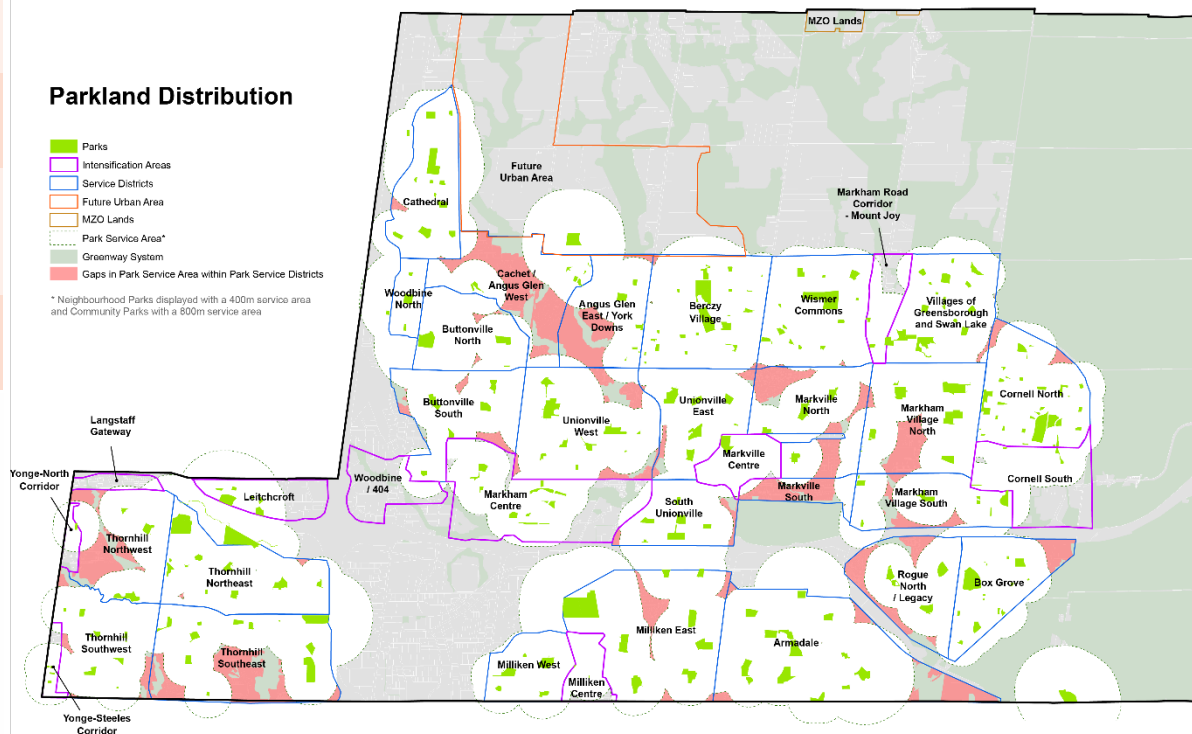 Parkland Distribution
Parks
Intensification Areas
Service Districts
Future Urban Area
MZO Lands
Park Service Area*
Greenway System
Gaps in Park Service Area within Park Service Districts
* Neighbourhood Parks displayed with a 400m service area
and Community Parks with a 800m service area
MZO Lands
Future
Urban Area
Markham Road
Corridor
- Mount Joy
Cathedral
Woodbine
North
Cachet /
Angus Glen
West
Angus Glen
East / York
Downs
Berczy
Village
Wismer
Commons
Villages of
Greensborough
and Swan Lake
Buttonville
North
Buttonville
South
Unionville
West
Unionville
East
Markville
North
Markham
Village
North
Cornell North
Langstaff
Gateway
Yonge-North
Corridor
Leitchcroft
Woodbine
/ 404
Markham
Centre
Markville
Centre
Markville
South
South
Unionville
Markham
Village South
Cornell South
Thornhill
Northwest
Thornhill
Northeast
Rogue
North
/ Legacy
Box Grove
Thornhill
Southwest
Thornhill
Southeast
Milliken West
Milliken
Centre
Milliken East
Armadale
Yonge-Steeles
Corridor